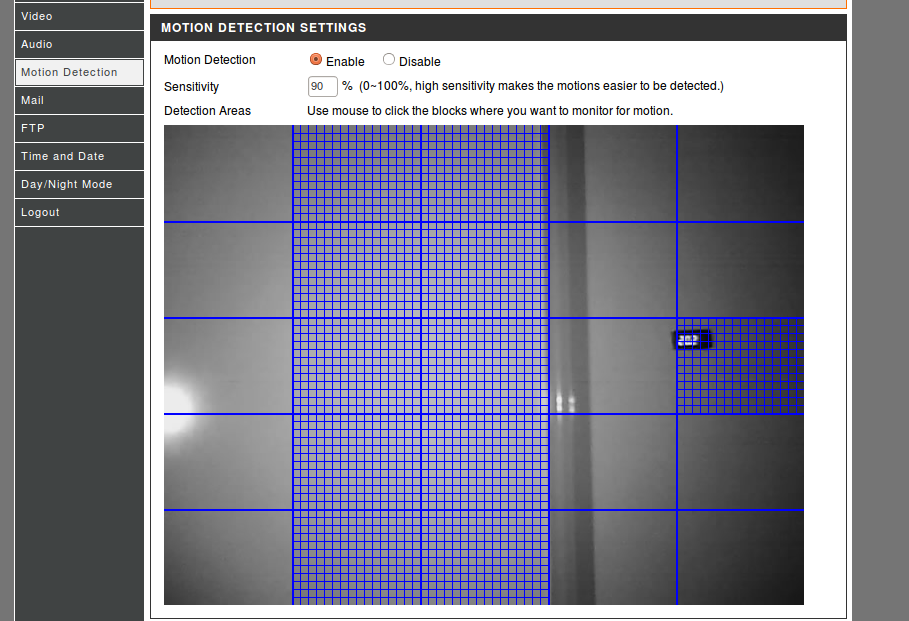 Video
Audio
Motion Detection
Mail
FTP
Time and Date
Day/Night Mode
Logout
MOTION DETECTION SETTINGS
Motion Detection Enable Disable
Sensitivity 90 % (0~100%, high sensitivity makes the motions easier to be detected.)
Detection Areas Use mouse to click the blocks where you want to monitor for motion.